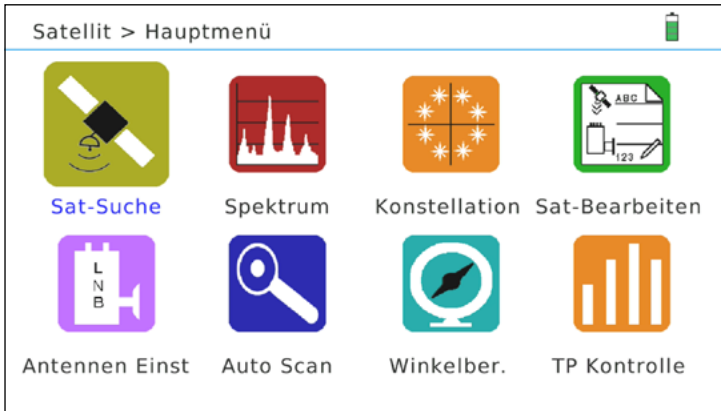 Satellit > Hauptmenü
ABC
123
Sat-Suche
Spektrum
Konstellation
Sat-Bearbeiten
L
N
B
Antennen Einst
Auto Scan
Winkelber.
TP Kontrolle